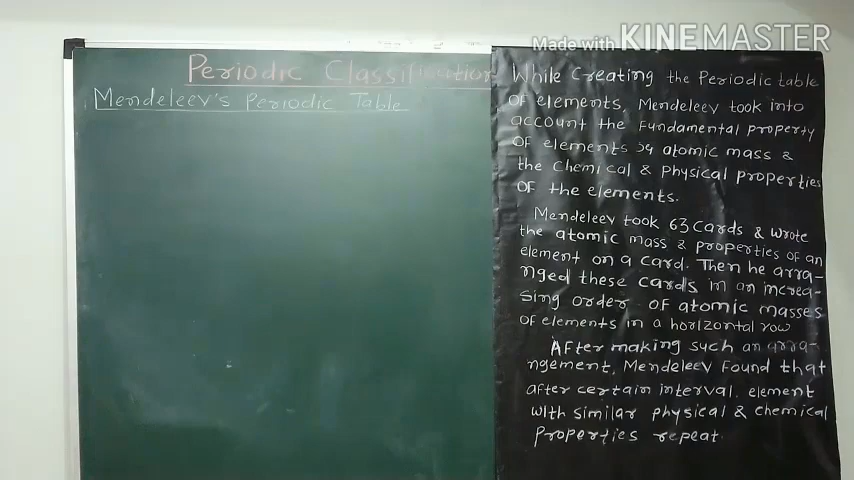 Made with KINEMASTER
Periodic Classification
Mendeleev's Periodic Table
While Creating the Periodic table
Of elements, Mendeleev took into
account the Fundamental property
Of elements atomic mass &
the Chemical & physical properties
OF the elements.
Mendeleev took 63 Cards & Wrote
the atomic mass & properties of an
element on a card. Then he arra-
nged these cards in an increa-
sing order of atomic masses
Of elements in a horizontal row
After making such an arra-
ngement, Mendeleev Found that
after certain interval. element
with similar physical & chemical
Properties repeat.